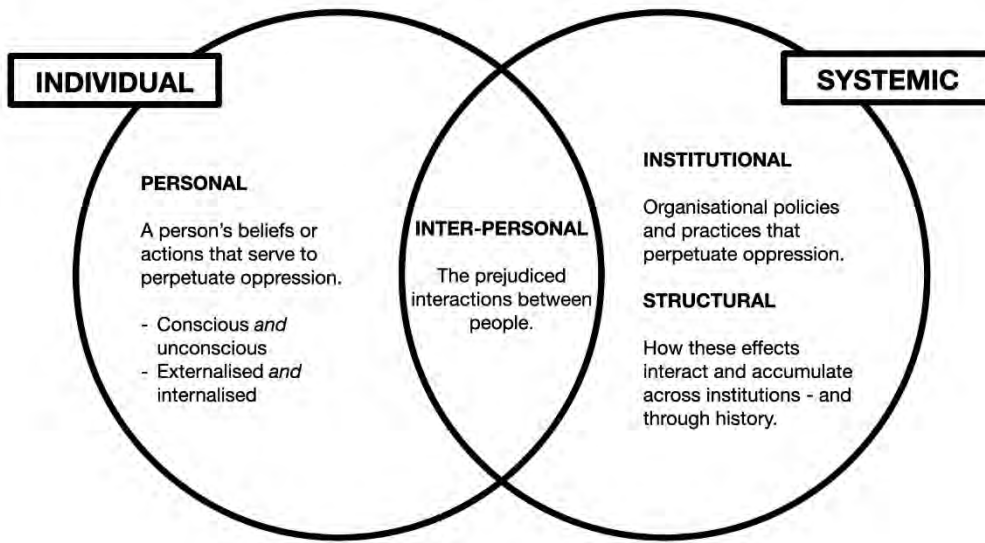 INDIVIDUAL
PERSONAL
A person's beliefs or
actions that serve to
perpetuate oppression.
- Conscious and
unconscious
- Externalised and
internalised
INTER-PERSONAL
The prejudiced
interactions between
people.
SYSTEMIC
INSTITUTIONAL
Organisational policies
and practices that
perpetuate oppression.
STRUCTURAL
How these effects
interact and accumulate
across institutions - and
through history.